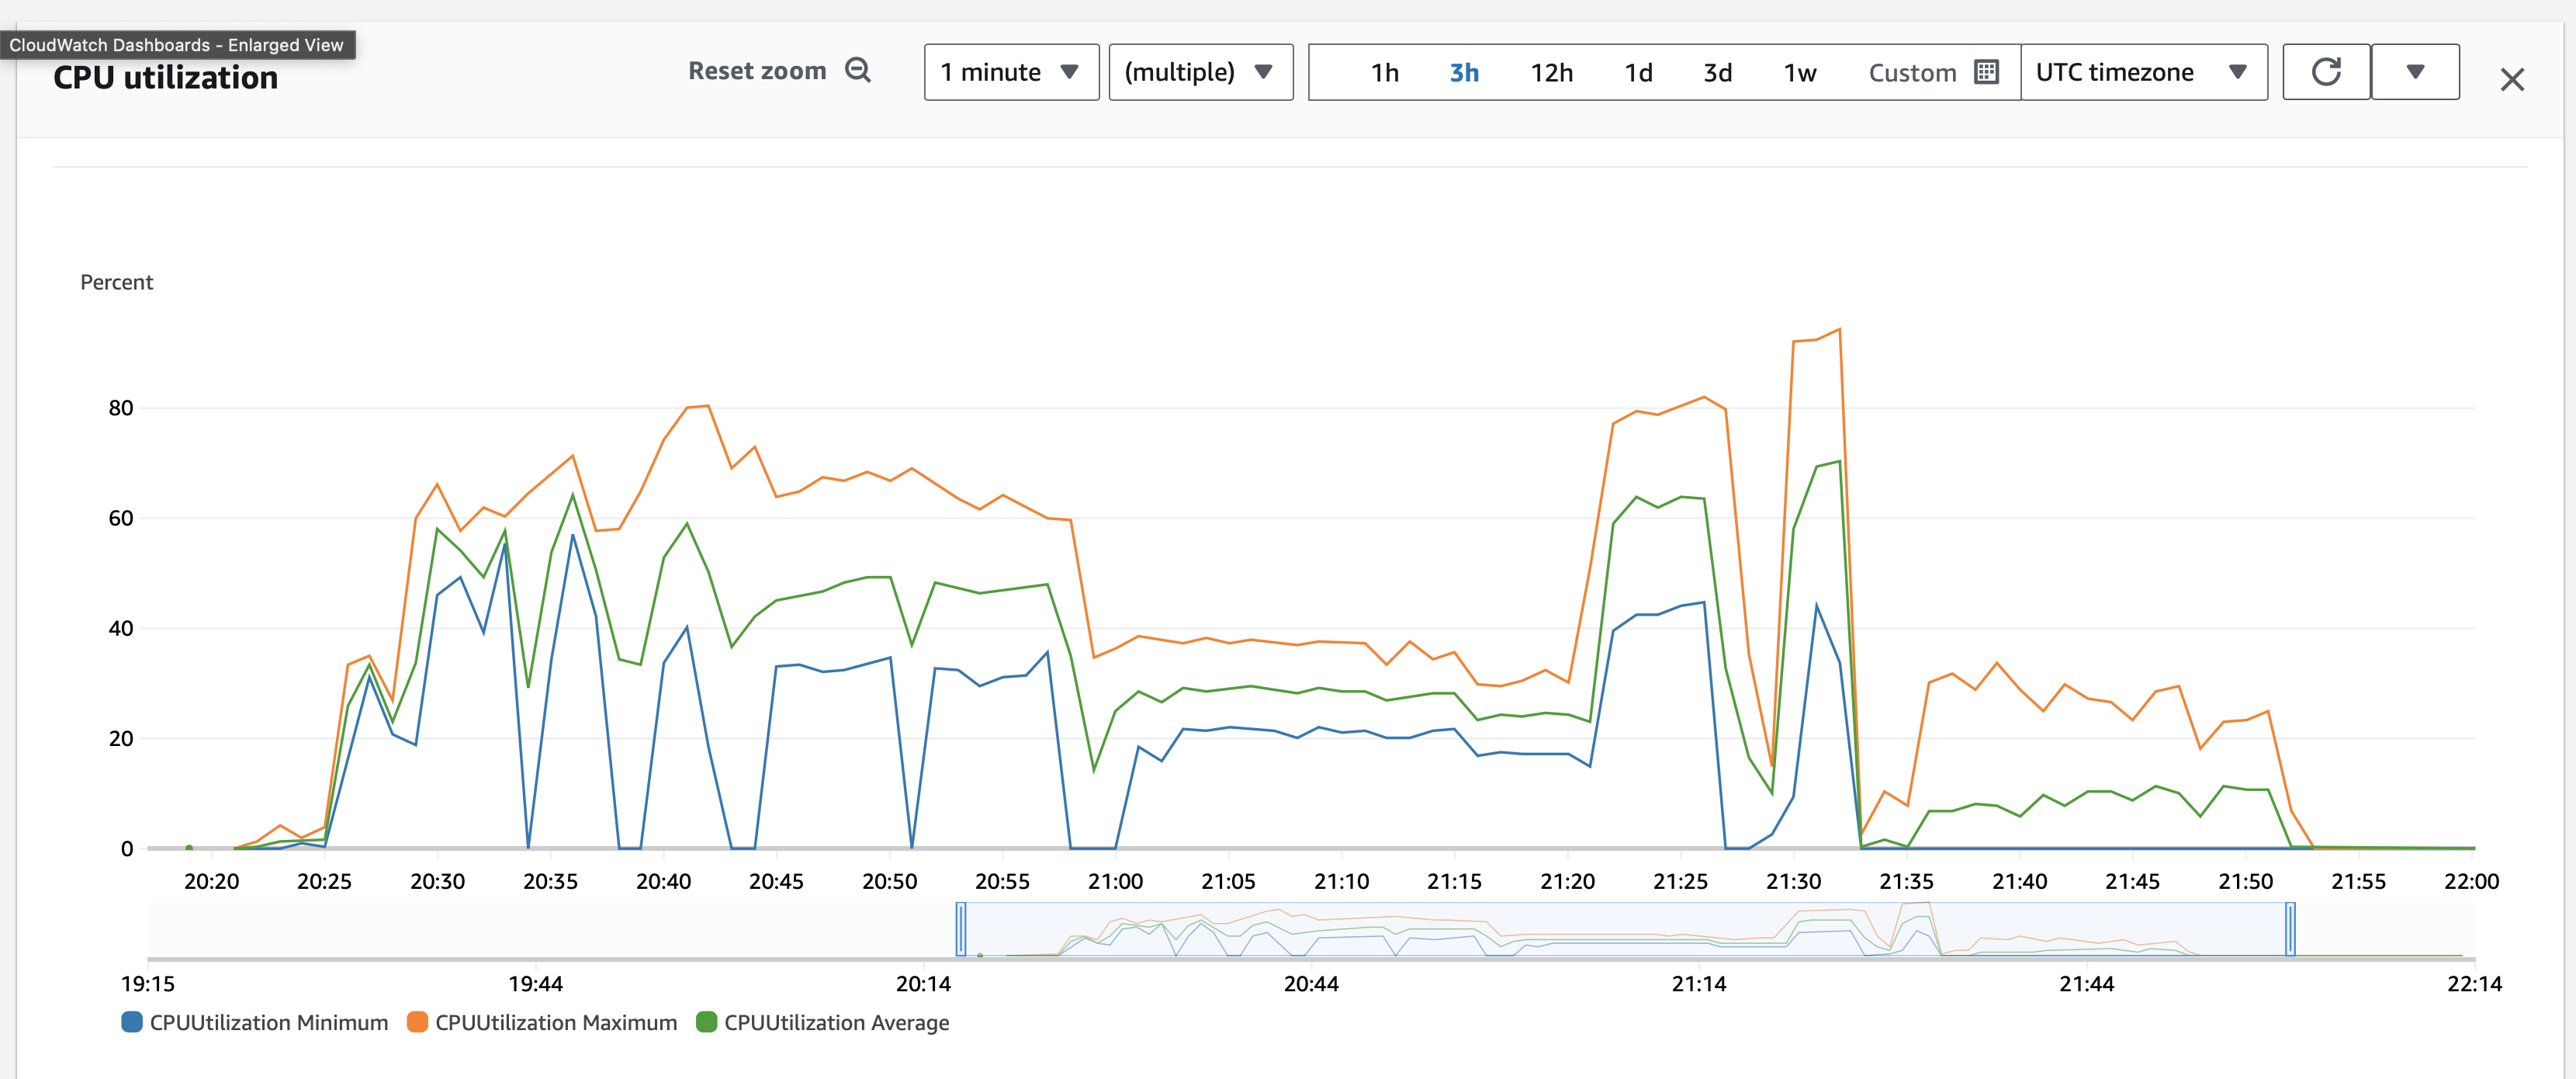 CloudWatch Dashboards - Enlarged View
CPU utilization
Reset zoom
1 minute
(multiple)
1h 3h 12h 1d 3d 1w Custom
UTC timezone
Percent
80
60
40
20
0
20:20 20:25 20:30 20:35 20:40 20:45 20:50 20:55 21:00 21:05 21:10 21:15 21:20 21:25 21:30 21:35 21:40 21:45 21:50 21:55 22:00
19:15 19:44 20:14 20:44 21:14 21:44 22:14
CPUUtilization Minimum CPUUtilization Maximum CPUUtilization Average